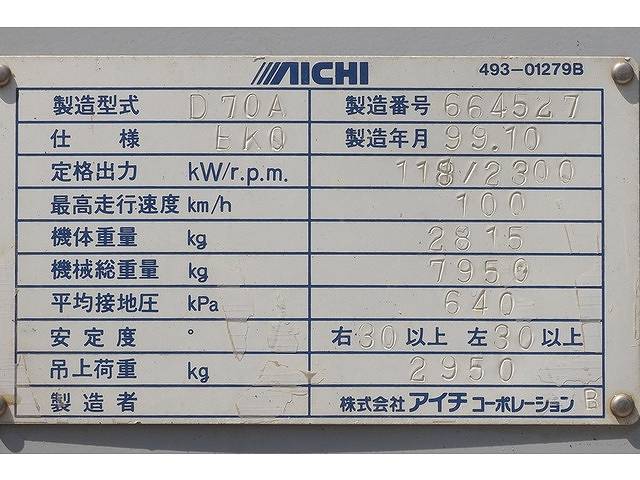 AICHI 493-01279B
製造型式 D70A 製造番号 664527
仕様 EK0 製造年月 99.10
定格出力 kW/r.p.m. 118/2300
最高走行速度 km/h 100
機体重量 kg 2815
機械総重量 kg 7950
平均接地圧 kPa 640
安定度 ° 右30以上 左30以上
吊上荷重 kg 2950
製造者 株式会社アイチコーポレーション B